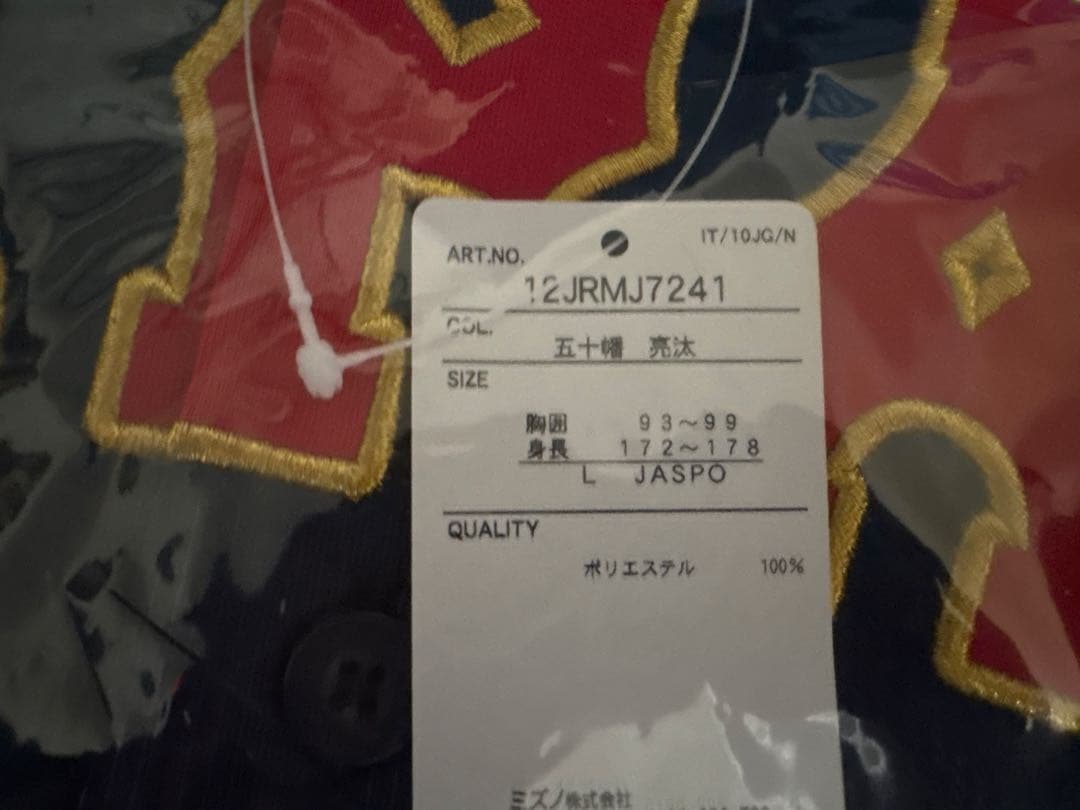 IT/10JG/N
ART.NO.
12JRMJ7241
COL.
五十幡 亮汰
SIZE
胸囲 93~99
身長 172~178
L JASPO
QUALITY
ポリエステル 100%
ミズノ株式会社